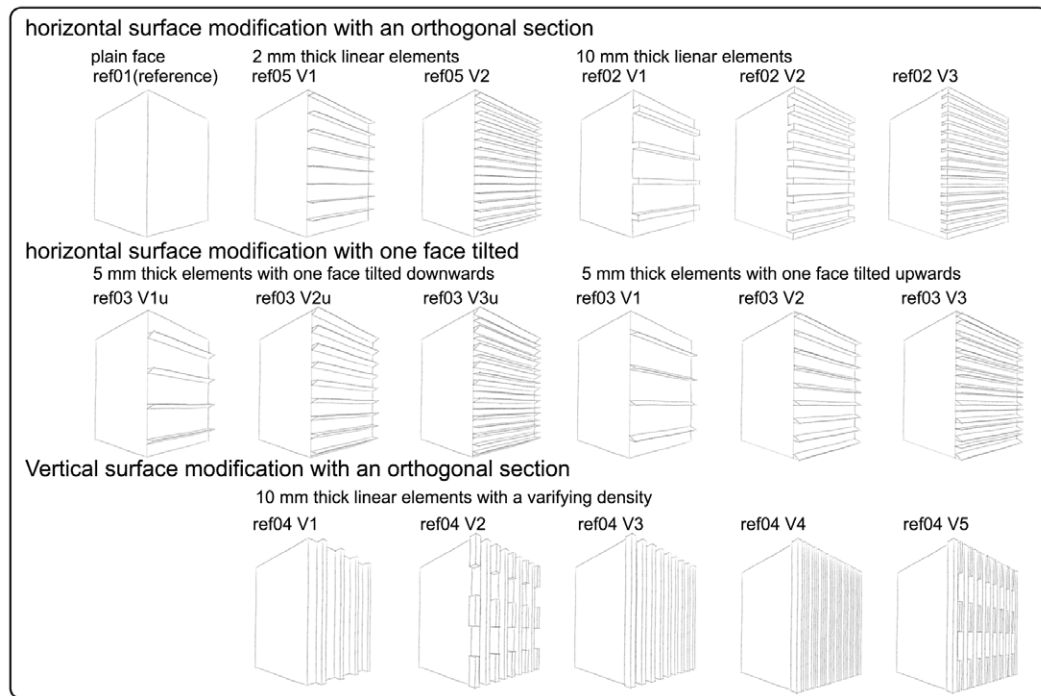 horizontal surface modification with an orthogonal section
plain face
2 mm thick linear elements
10 mm thick lienar elements
ref01(reference)
ref05 V1
ref05 V2
ref02 V1
ref02 V2
ref02 V3
horizontal surface modification with one face tilted
5 mm thick elements with one face tilted downwards
5 mm thick elements with one face tilted upwards
ref03 V1u
ref03 V2u
ref03 V3u
ref03 V1
ref03 V2
ref03 V3
Vertical surface modification with an orthogonal section
10 mm thick linear elements with a varifying density
ref04 V1
ref04 V2
ref04 V3
ref04 V4
ref04 V5